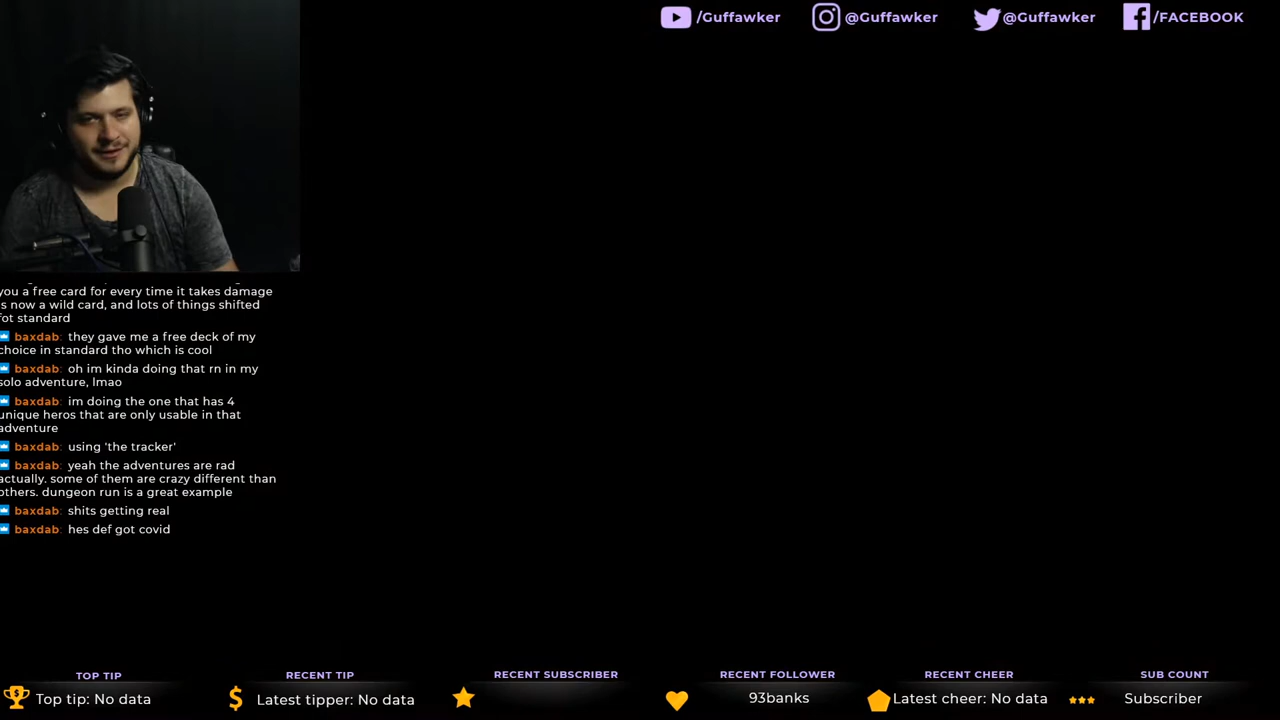 /Guffawker @Guffawker @Guffawker /FACEBOOK
you a free card for every time it takes damage
s now a wild card, and lots of things shifted
fot standard
baxdab: they gave me a free deck of my
choice in standard tho which is cool
baxdab: oh im kinda doing that rn in my
solo adventure, lmao
baxdab: im doing the one that has 4
unique heros that are only usable in that
adventure
baxdab: using 'the tracker'
baxdab: yeah the adventures are rad
actually. some of them are crazy different than
others. dungeon run is a great example
baxdab: shits getting real
baxdab: hes def got covid
TOP TIP RECENT TIP RECENT SUBSCRIBER RECENT FOLLOWER RECENT CHEER SUB COUNT
Top tip: No data Latest tipper: No data 93banks Latest cheer: No data Subscriber